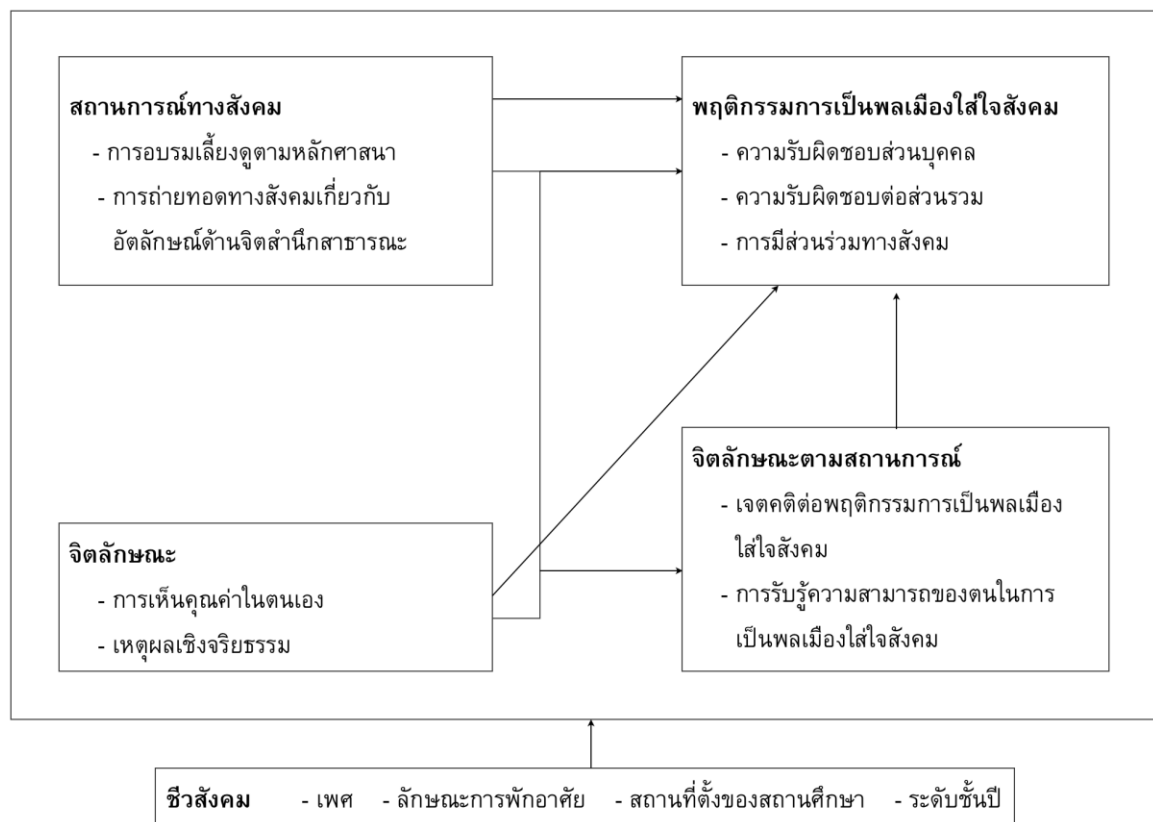 สถานการณ์ทางสังคม
- การอบรมเลี้ยงดูตามหลักศาสนา
- การถ่ายทอดทางสังคมเกี่ยวกับ
อัตลักษณ์ด้านจิตสำนึกสาธารณะ
พฤติกรรมการเป็นพลเมืองใส่ใจสังคม
- ความรับผิดชอบส่วนบุคคล
- ความรับผิดชอบต่อส่วนรวม
- การมีส่วนร่วมทางสังคม
จิตลักษณะ
- การเห็นคุณค่าในตนเอง
- เหตุผลเชิงจริยธรรม
จิตลักษณะตามสถานการณ์
- เจตคติต่อพฤติกรรมการเป็นพลเมือง
ใส่ใจสังคม
- การรับรู้ความสามารถของตนในการ
เป็นพลเมืองใส่ใจสังคม
ชีวสังคม - เพศ - ลักษณะการพักอาศัย - สถานที่ตั้งของสถานศึกษา - ระดับชั้นปี